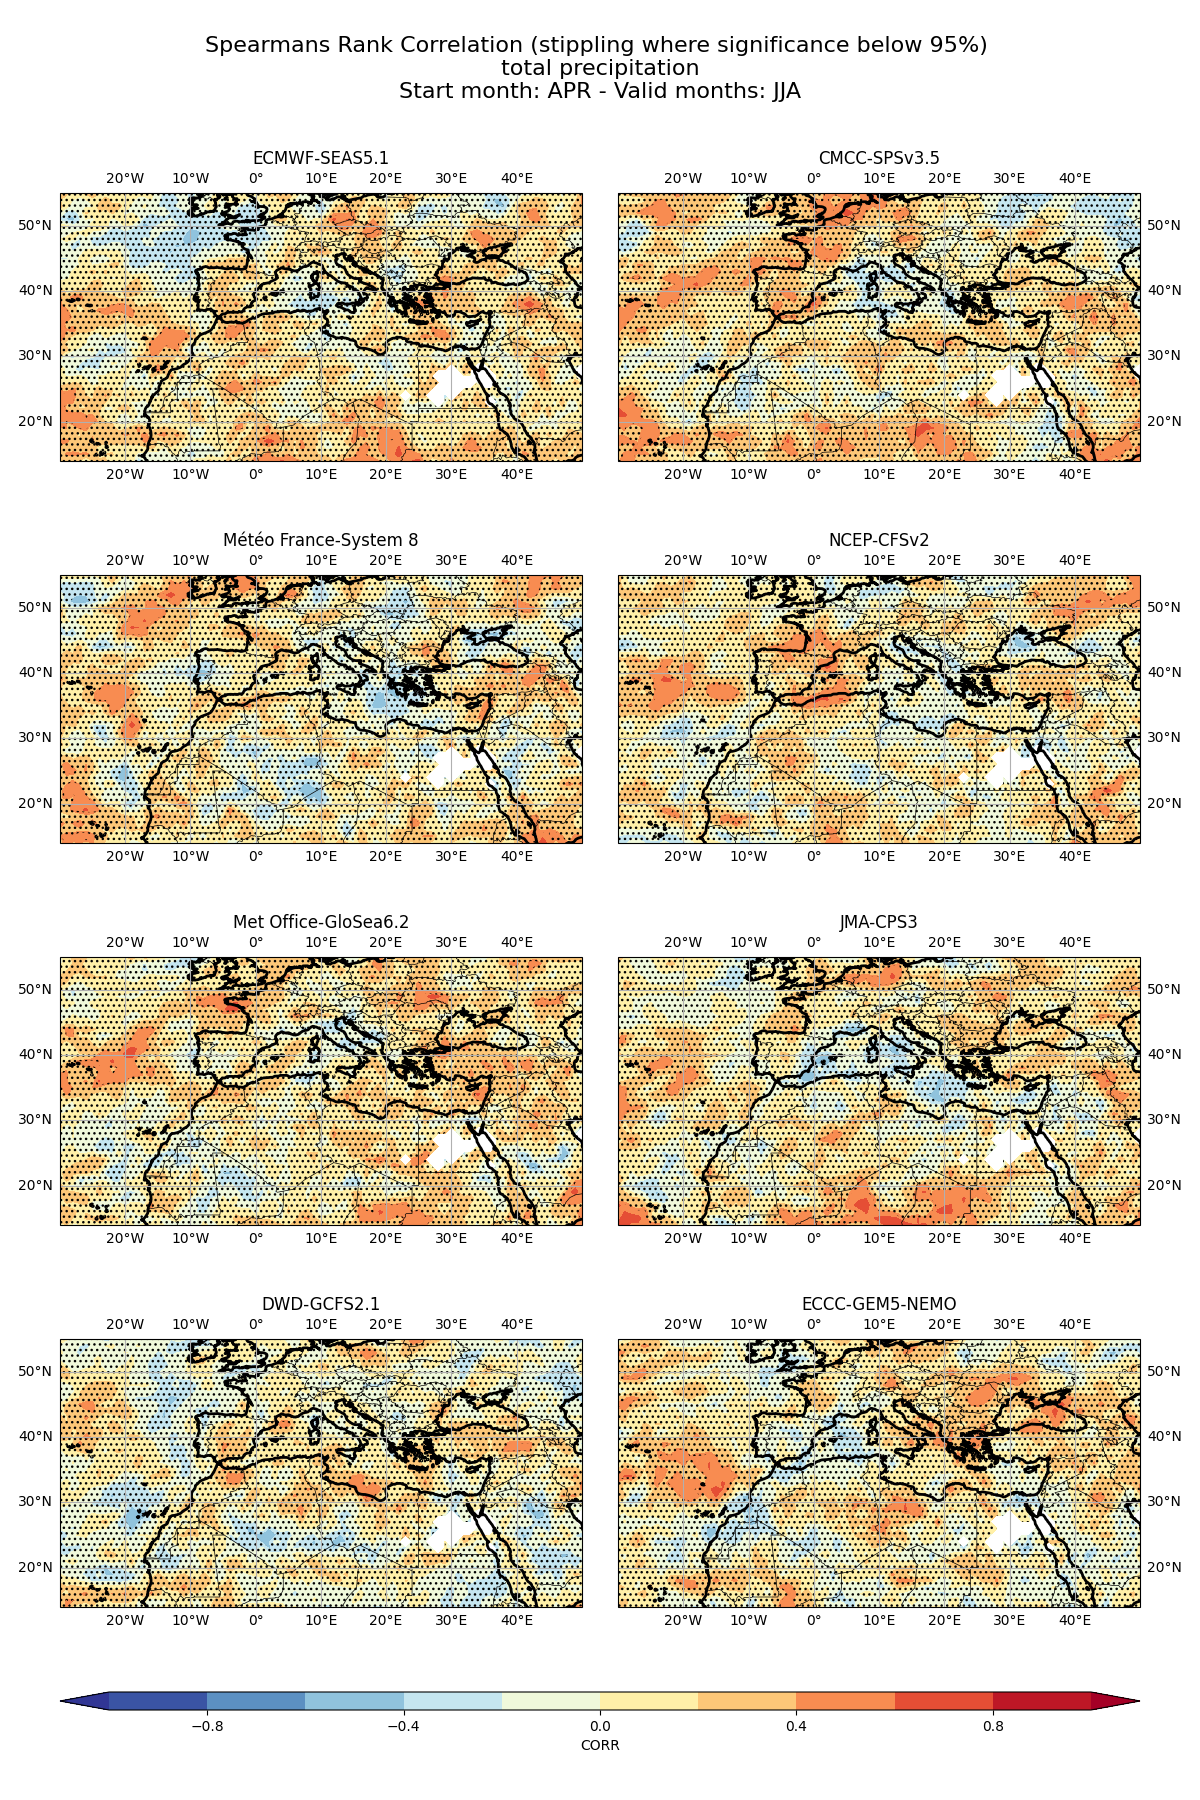 Spearmans Rank Correlation (stippling where significance below 95%)
total precipitation
Start month: APR - Valid months: JJA
ECMWF-SEAS5.1
CMCC-SPSv3.5
20°W 10°W 0° 10°E 20°E 30°E 40°E
20°W 10°W 0° 10°E 20°E 30°E 40°E
50°N
50°N
40°N
40°N
30°N
30°N
20°N
20°N
20°W 10°W 0° 10°E 20°E 30°E 40°E
20°W 10°W 0° 10°E 20°E 30°E 40°E
Météo France-System 8
NCEP-CFSv2
20°W 10°W 0° 10°E 20°E 30°E 40°E
20°W 10°W 0° 10°E 20°E 30°E 40°E
50°N
50°N
40°N
40°N
30°N
30°N
20°N
20°N
20°W 10°W 0° 10°E 20°E 30°E 40°E
20°W 10°W 0° 10°E 20°E 30°E 40°E
Met Office-GloSea6.2
JMA-CPS3
20°W 10°W 0° 10°E 20°E 30°E 40°E
20°W 10°W 0° 10°E 20°E 30°E 40°E
50°N
50°N
40°N
40°N
30°N
30°N
20°N
20°N
20°W 10°W 0° 10°E 20°E 30°E 40°E
20°W 10°W 0° 10°E 20°E 30°E 40°E
DWD-GCFS2.1
ECCC-GEM5-NEMO
20°W 10°W 0° 10°E 20°E 30°E 40°E
20°W 10°W 0° 10°E 20°E 30°E 40°E
50°N
50°N
40°N
40°N
30°N
30°N
20°N
20°N
20°W 10°W 0° 10°E 20°E 30°E 40°E
20°W 10°W 0° 10°E 20°E 30°E 40°E
−0.8 −0.4 0.0 0.4 0.8
CORR